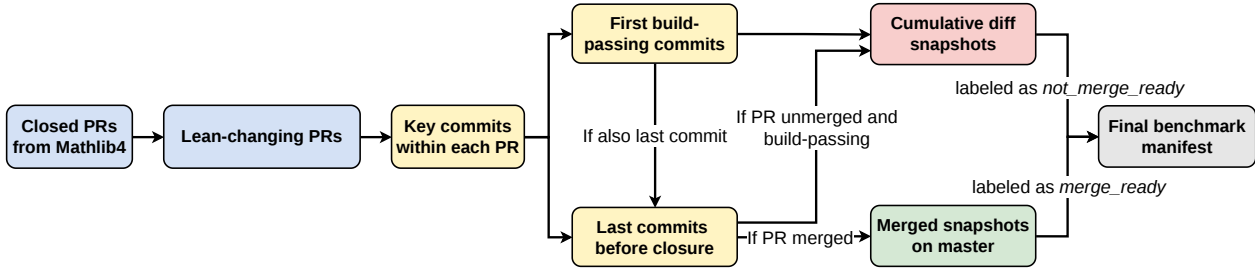 Closed PRs
from Mathlib4
Lean-changing PRs
Key commits
within each PR
First build-
passing commits
If also last commit
Last commits
before closure
If PR unmerged and
build-passing
If PR merged
Cumulative diff
snapshots
labeled as not_merge_ready
Merged snapshots
on master
labeled as merge_ready
Final benchmark
manifest